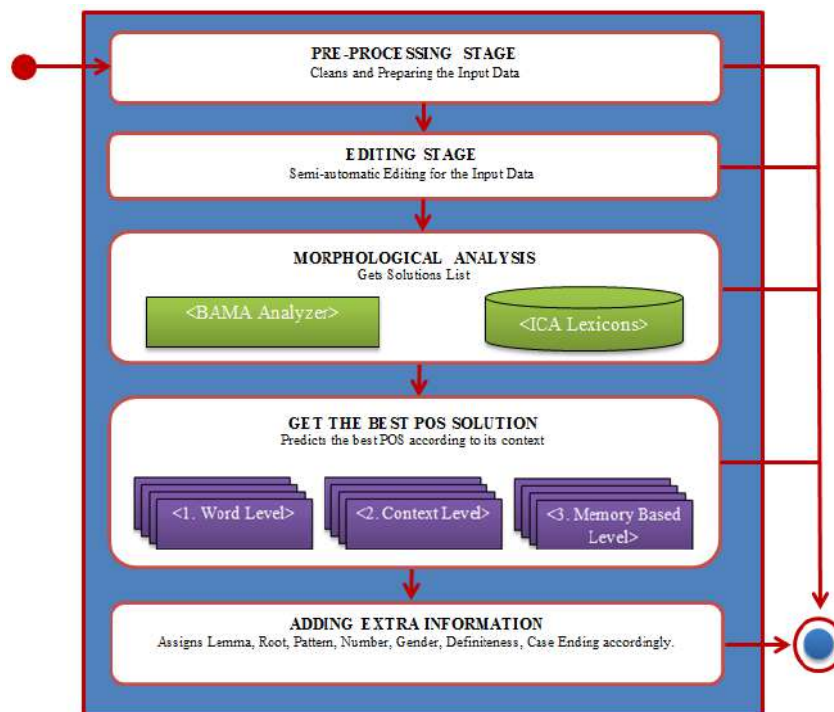 PRE-PROCESSING STAGE
Cleans and Preparing the Input Data
EDITING STAGE
Semi-automatic Editing for the Input Data
MORPHOLOGICAL ANALYSIS
Gets Solutions List
<BAMA Analyzer>
<ICA Lexicons>
GET THE BEST POS SOLUTION
Predicts the best POS according to its context
<1. Word Level>
<2. Context Level>
<3. Memory Based
Level>
ADDING EXTRA INFORMATION
Assigns Lemma, Root, Pattern, Number, Gender, Definiteness, Case Ending accordingly.